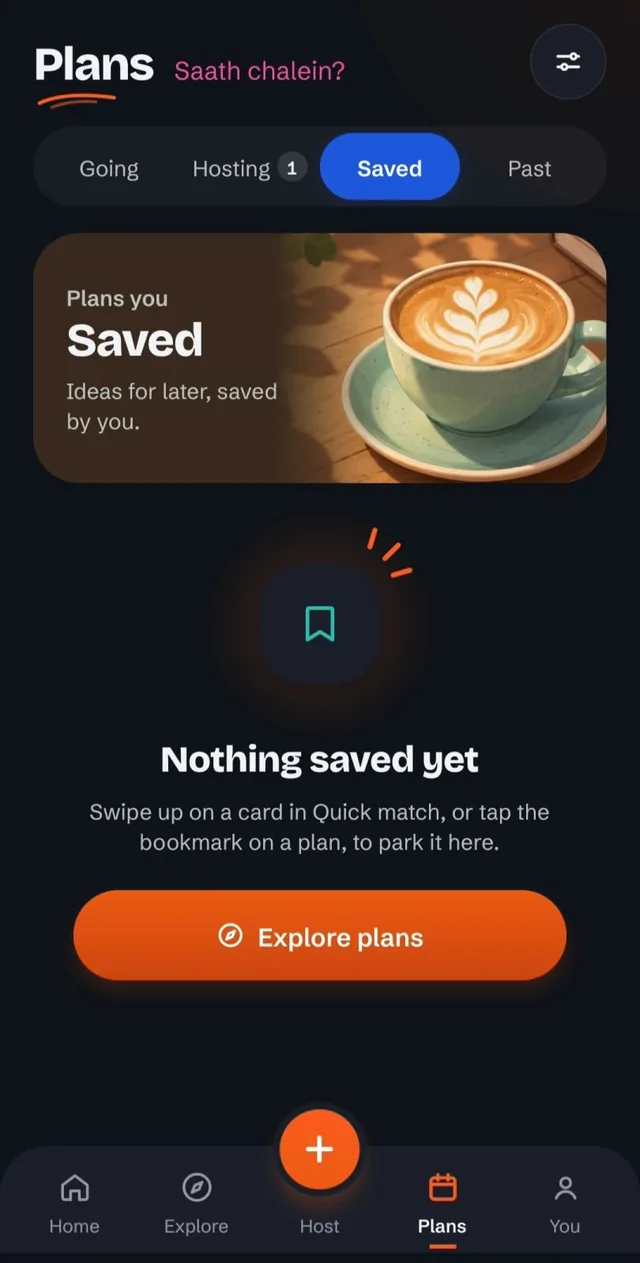 Plans Saath chalein?
Going Hosting 1 Saved Past
Plans you
Saved
Ideas for later, saved
by you.
Nothing saved yet
Swipe up on a card in Quick match, or tap the
bookmark on a plan, to park it here.
Explore plans
Home Explore Host Plans You